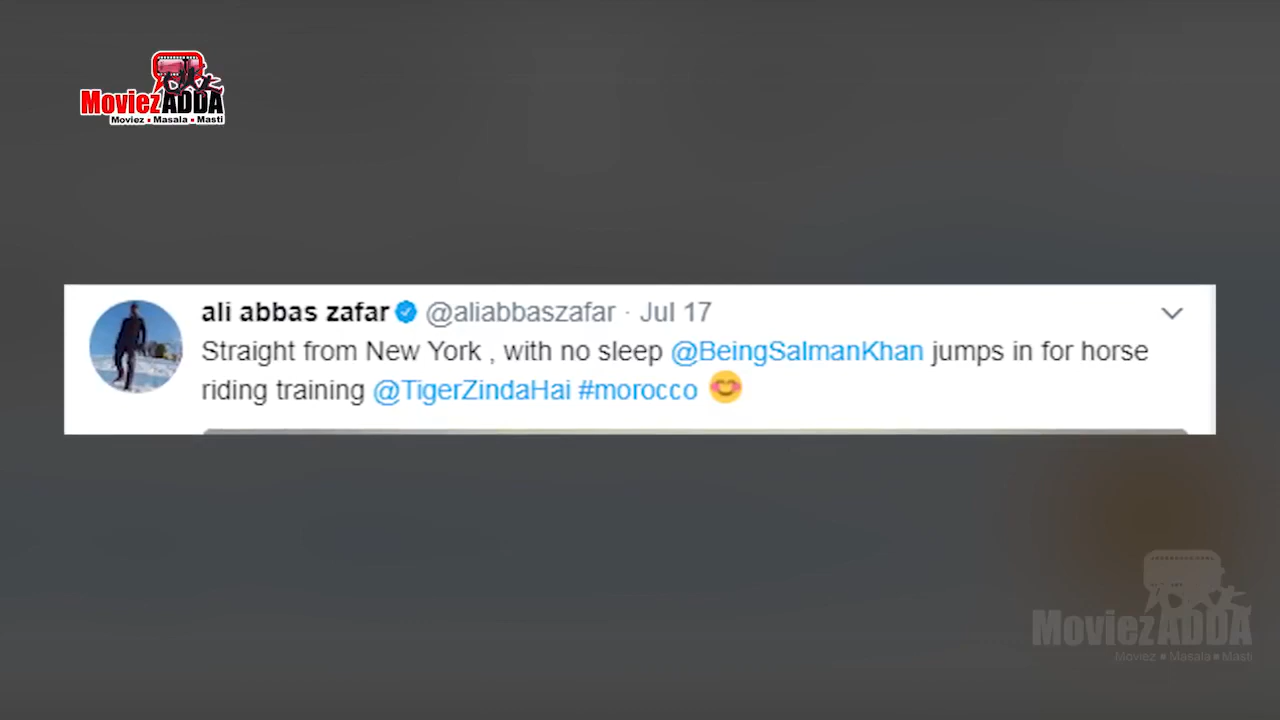 MoviezADDA
Moviez ▪ Masala ▪ Masti
ali abbas zafar @aliabbaszafar · Jul 17
Straight from New York , with no sleep @BeingSalmanKhan jumps in for horse
riding training @TigerZindaHai #morocco 😊
MoviezADDA
Moviez ▪ Masala ▪ Masti